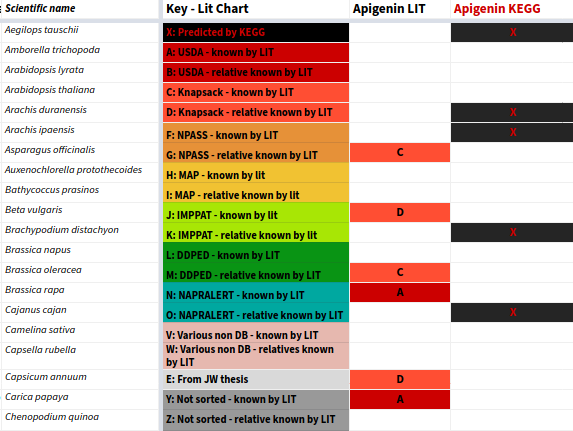 Scientific name Key - Lit Chart Apigenin LIT Apigenin KEGG
Aegilops tauschii X: Predicted by KEGG X
Amborella trichopoda A: USDA - known by LIT
Arabidopsis lyrata B: USDA - relative known by LIT
Arabidopsis thaliana C: Knapsack - known by LIT
Arachis duranensis D: Knapsack - relative known by LIT X
Arachis ipaensis F: NPASS - known by LIT X
Asparagus officinalis G: NPASS - relative known by LIT C
Auxenochlorella protothecoides H: MAP - known by lit
Bathycoccus prasinos I: MAP - relative known by lit
Beta vulgaris J: IMPPAT - known by lit D
Brachypodium distachyon K: IMPPAT - relative known by lit X
Brassica napus L: DDPED - known by LIT
Brassica oleracea M: DDPED - relative known by LIT C
Brassica rapa N: NAPRALERT - known by LIT A
Cajanus cajan O: NAPRALERT - relative known by LIT X
Camelina sativa V: Various non DB - known by LIT
Capsella rubella W: Various non DB - relatives known
by LIT
Capsicum annuum E: From JW thesis D
Carica papaya Y: Not sorted - known by LIT A
Chenopodium quinoa Z: Not sorted - relative known by LIT